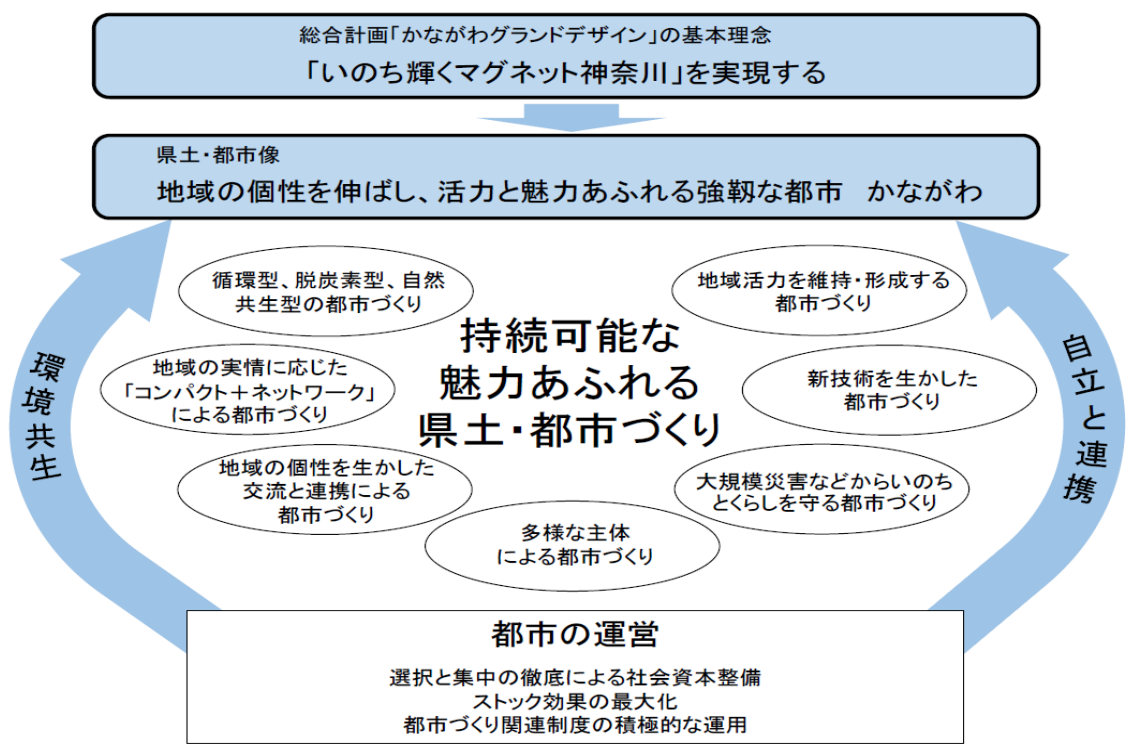 総合計画「かながわグランドデザイン」の基本理念
「いのち輝くマグネット神奈川」を実現する
県土・都市像
地域の個性を伸ばし、活力と魅力あふれる強靱な都市　かながわ
循環型、脱炭素型、自然
共生型の都市づくり
地域活力を維持・形成する
都市づくり
持続可能な
魅力あふれる
県土・都市づくり
環境共生
自立と連携
地域の実情に応じた
「コンパクト＋ネットワーク」
による都市づくり
新技術を生かした
都市づくり
地域の個性を生かした
交流と連携による
都市づくり
大規模災害などからいのち
とくらしを守る都市づくり
多様な主体
による都市づくり
都市の運営
選択と集中の徹底による社会資本整備
ストック効果の最大化
都市づくり関連制度の積極的な運用